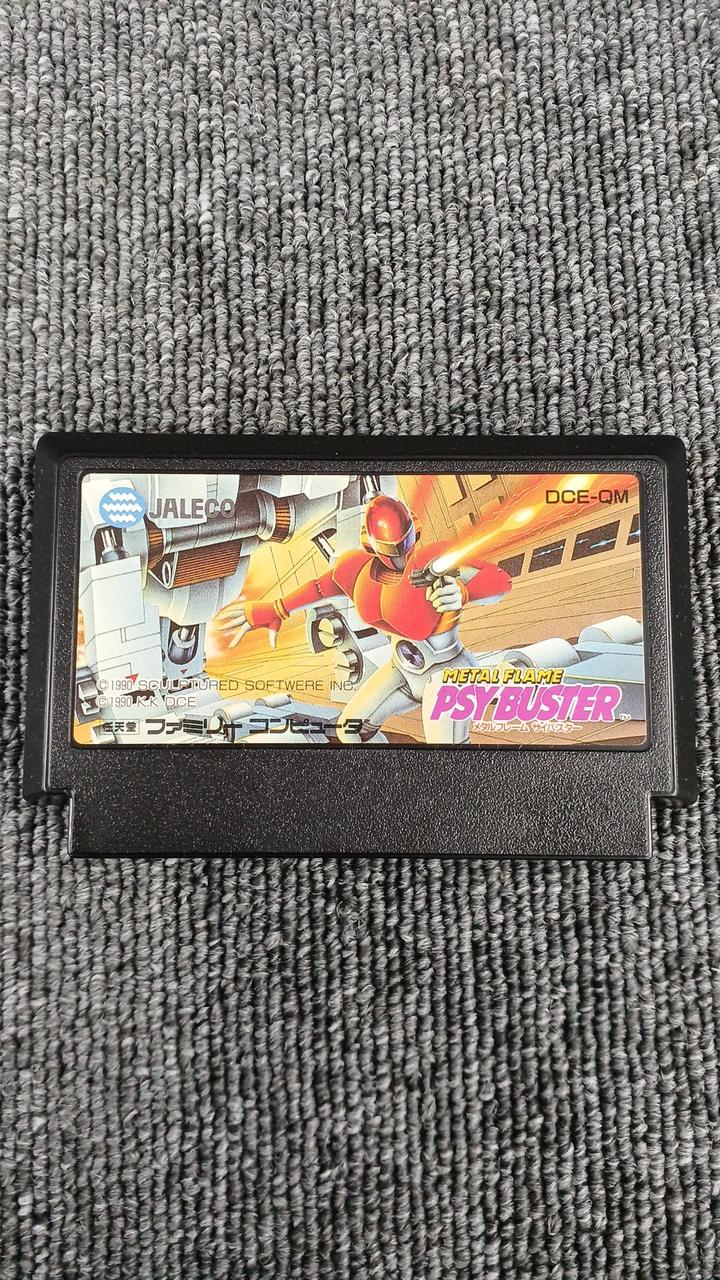 JALECO
DCE-QM
©1990 SCULPTURED SOFTWERE INC.
©1990 K.K DCE
任天堂 ファミリー コンピュータ
METAL FLAME
PSY・BUSTER TM
メタルフレーム サイバスター